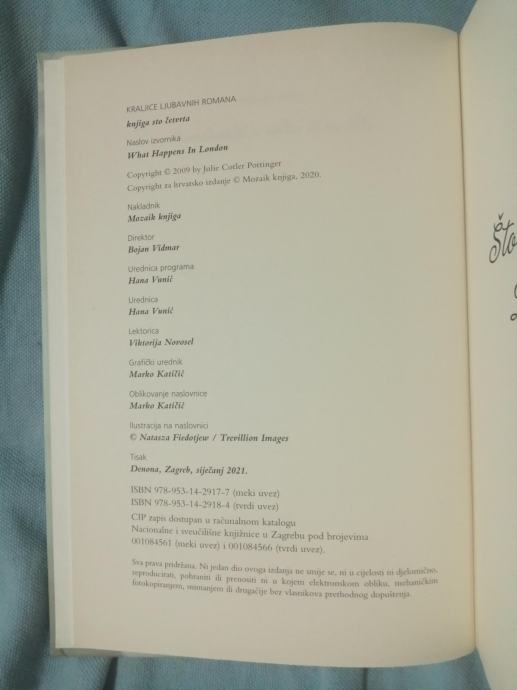 KRALJICE LJUBAVNIH ROMANA
knjiga sto četvrta
Naslov izvornika
What Happens In London
Copyright © 2009 by Julie Cotler Pottinger
Copyright za hrvatsko izdanje © Mozaik knjiga, 2020.
Nakladnik
Mozaik knjiga
Direktor
Bojan Vidmar
Urednica programa
Hana Vunić
Urednica
Hana Vunić
Lektorica
Viktorija Novosel
Grafički urednik
Marko Katičić
Oblikovanje naslovnice
Marko Katičić
Ilustracija na naslovnici
© Natasza Fiedotjew / Trevillion Images
Tisak
Denona, Zagreb, siječanj 2021.
ISBN 978-953-14-2917-7 (meki uvez)
ISBN 978-953-14-2918-4 (tvrdi uvez)
CIP zapis dostupan u računalnom katalogu
Nacionalne i sveučilišne knjižnice u Zagrebu pod brojevima
001084561 (meki uvez) i 001084566 (tvrdi uvez).
Sva prava pridržana. Ni jedan dio ovoga izdanja ne smije se, ni u cijelosti ni djelomično,
reproducirati, pohraniti ili prenositi ni u kojem elektronskom obliku, mehaničkim
fotokopiranjem, snimanjem ili drugačije bez vlasnikova prethodnog dopuštenja.
Što